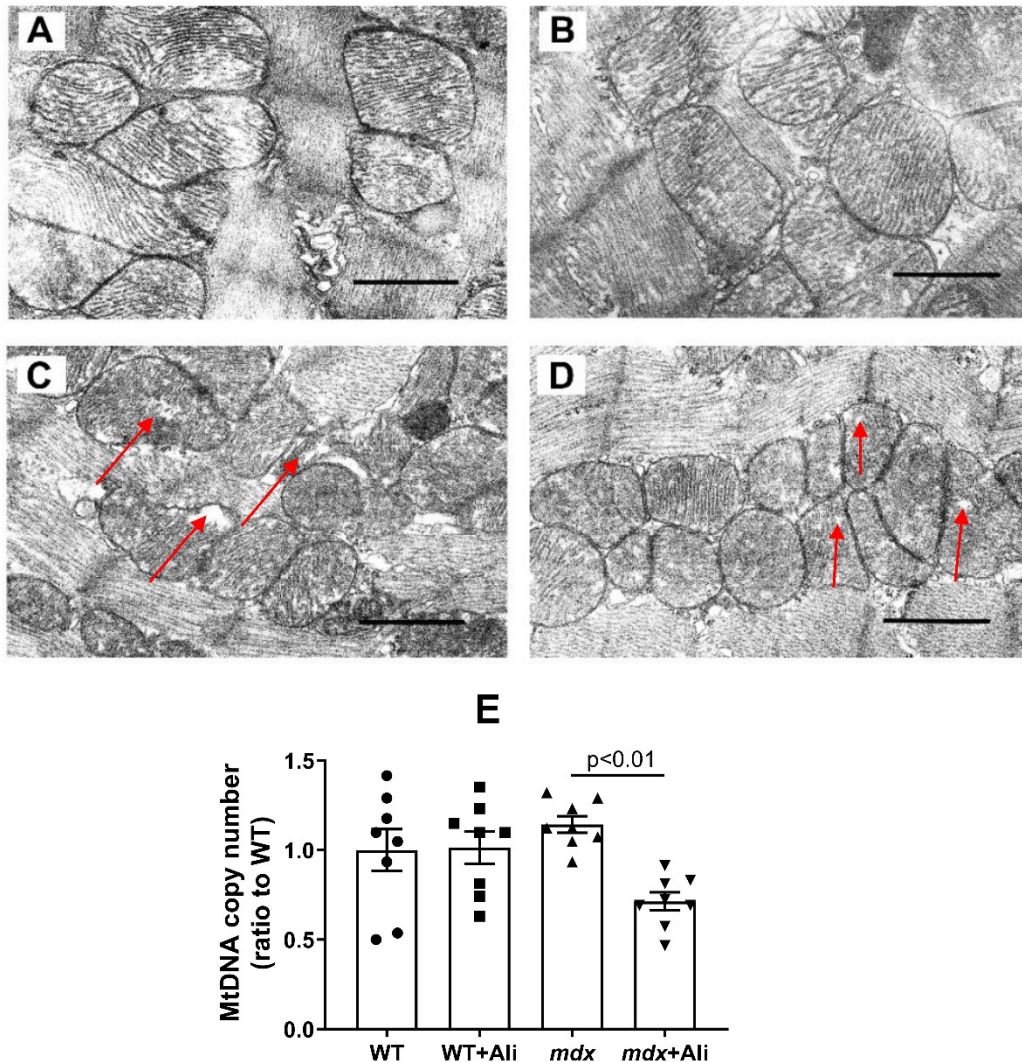 A
B
C
D
E
p<0.01
MtDNA copy number
(ratio to WT)
1.5
1.0
0.5
0.0
WT
WT+Ali
mdx
mdx+Ali